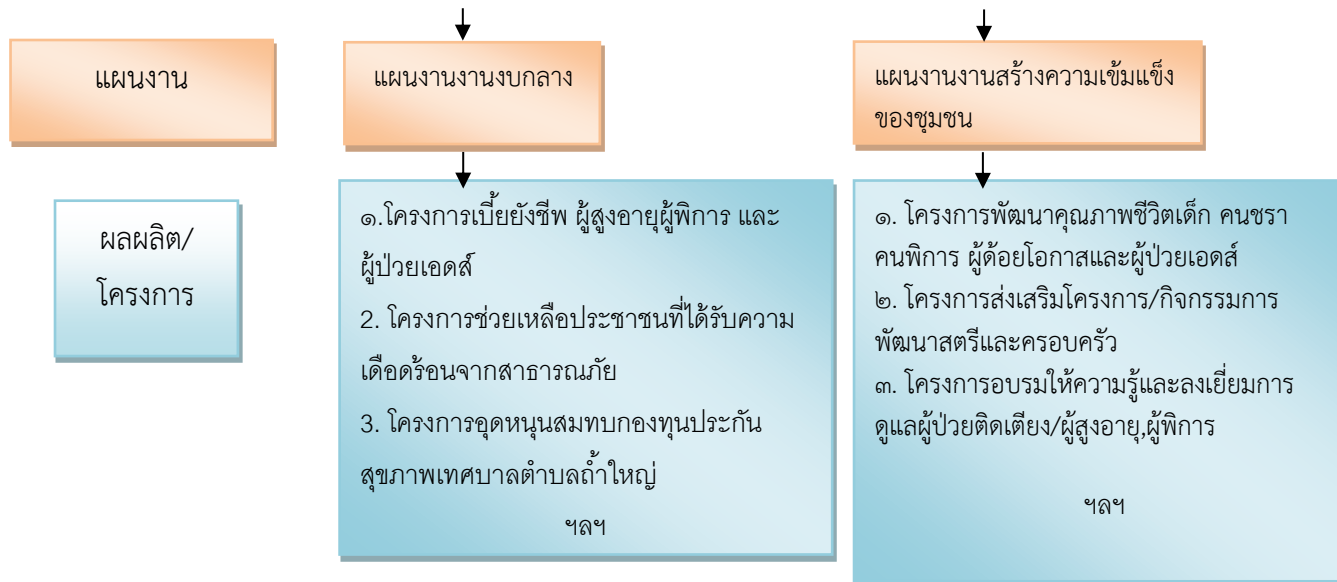 แผนงาน
แผนงานงานงบกลาง
แผนงานงานสร้างความเข้มแข็ง
ของชุมชน
ผลผลิต/
โครงการ
๑.โครงการเบี้ยยังชีพ ผู้สูงอายุผู้พิการ และ
ผู้ป่วยเอดส์
2. โครงการช่วยเหลือประชาชนที่ได้รับความ
เดือดร้อนจากสาธารณภัย
3. โครงการอุดหนุนสมทบกองทุนประกัน
สุขภาพเทศบาลตำบลถ้ำใหญ่
ฯลฯ
๑. โครงการพัฒนาคุณภาพชีวิตเด็ก คนชรา
คนพิการ ผู้ด้อยโอกาสและผู้ป่วยเอดส์
๒. โครงการส่งเสริมโครงการ/กิจกรรมการ
พัฒนาสตรีและครอบครัว
๓. โครงการอบรมให้ความรู้และลงเยี่ยมการ
ดูแลผู้ป่วยติดเตียง/ผู้สูงอายุ,ผู้พิการ
ฯลฯ